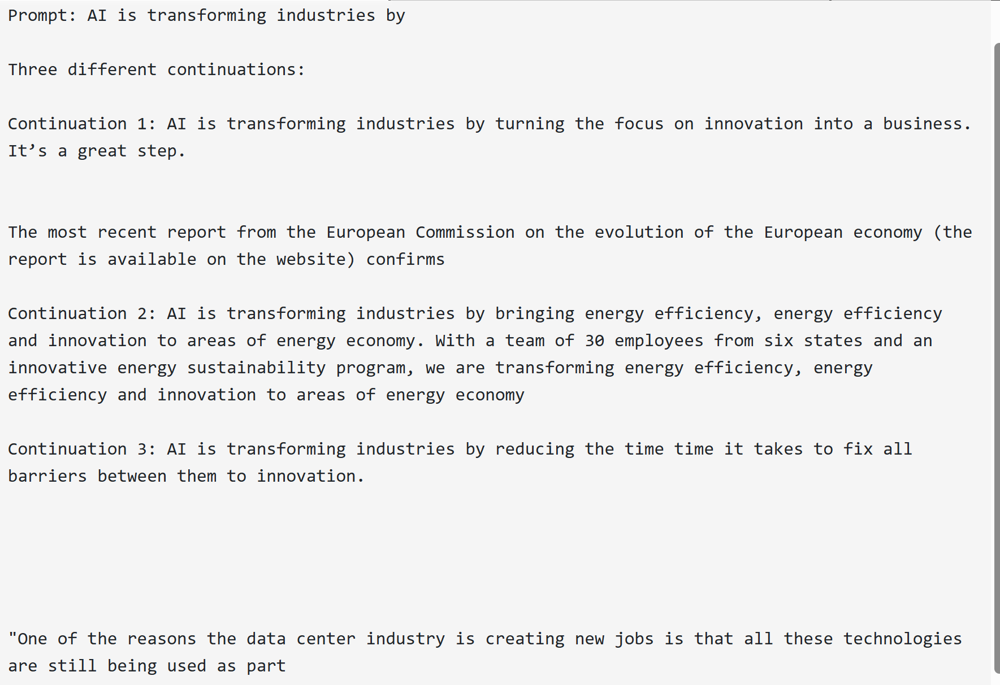 Prompt: AI is transforming industries by
Three different continuations:
Continuation 1: AI is transforming industries by turning the focus on innovation into a business.
It’s a great step.
The most recent report from the European Commission on the evolution of the European economy (the
report is available on the website) confirms
Continuation 2: AI is transforming industries by bringing energy efficiency, energy efficiency
and innovation to areas of energy economy. With a team of 30 employees from six states and an
innovative energy sustainability program, we are transforming energy efficiency, energy
efficiency and innovation to areas of energy economy
Continuation 3: AI is transforming industries by reducing the time time it takes to fix all
barriers between them to innovation.
"One of the reasons the data center industry is creating new jobs is that all these technologies
are still being used as part